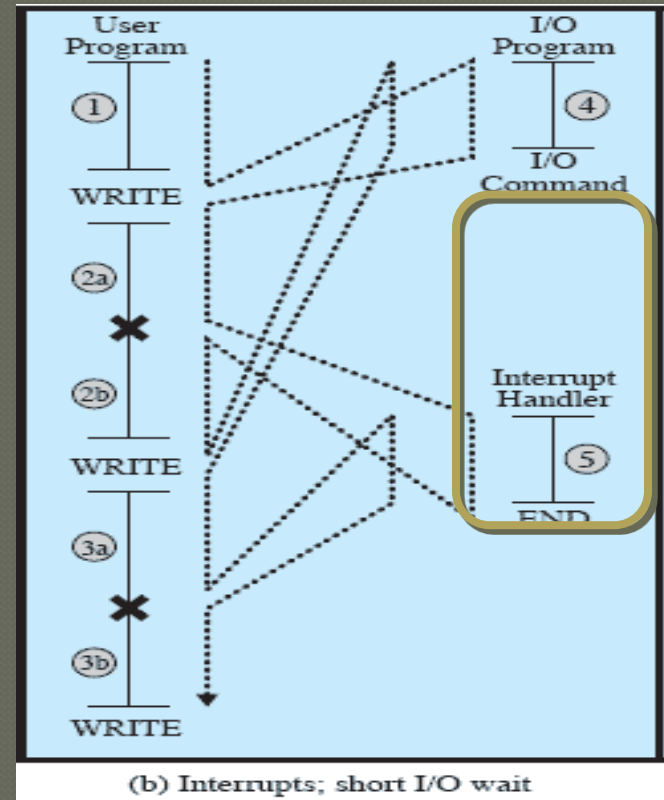 User
Program
I/O
Program
1
4
WRITE
I/O
Command
2a
2b
Interrupt
Handler
WRITE
5
END
3a
3b
WRITE
(b) Interrupts; short I/O wait